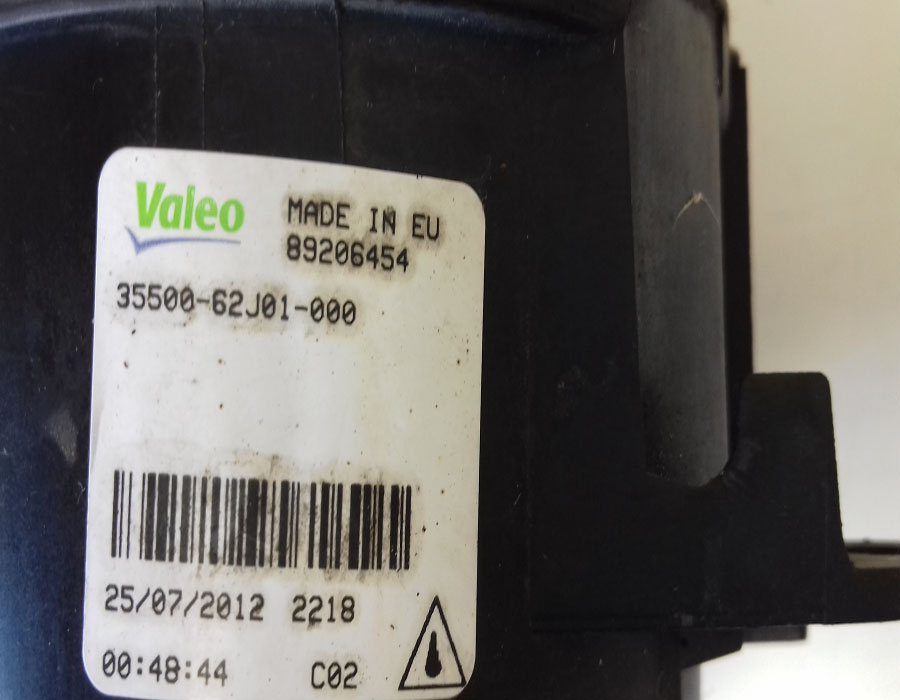 Valeo
MADE IN EU
89206454
35500-62J01-000
25/07/2012 2218
00:48:44 C02